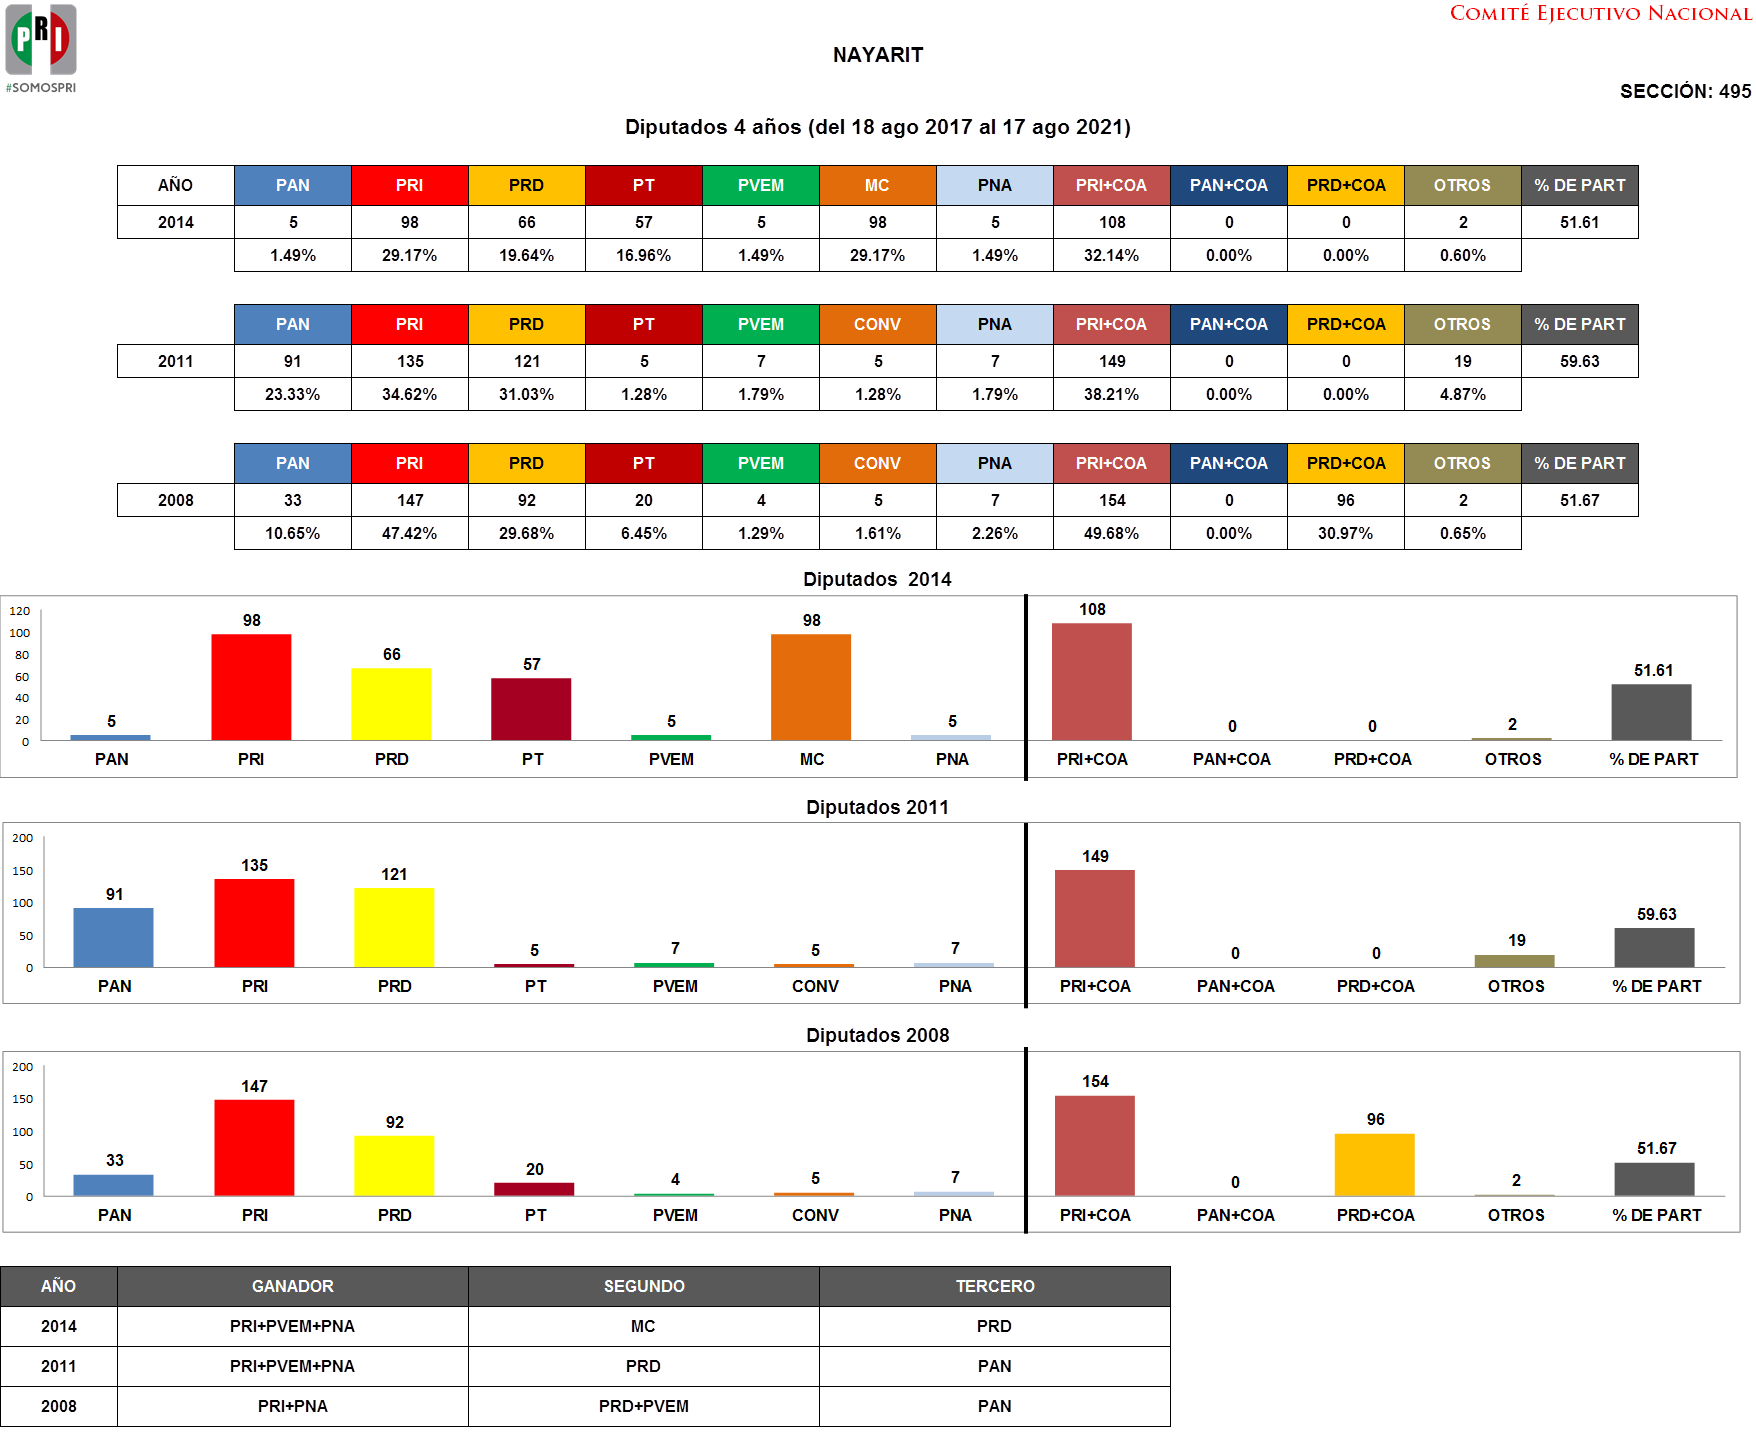 PRI
#SOMOSPRI
COMITÉ EJECUTIVO NACIONAL
NAYARIT
SECCIÓN: 495
Diputados 4 años (del 18 ago 2017 al 17 ago 2021)
AÑO PAN PRI PRD PT PVEM MC PNA PRI+COA PAN+COA PRD+COA OTROS % DE PART
2014 5 98 66 57 5 98 5 108 0 0 2 51.61
1.49% 29.17% 19.64% 16.96% 1.49% 29.17% 1.49% 32.14% 0.00% 0.00% 0.60%
PAN PRI PRD PT PVEM CONV PNA PRI+COA PAN+COA PRD+COA OTROS % DE PART
2011 91 135 121 5 7 5 7 149 0 0 19 59.63
23.33% 34.62% 31.03% 1.28% 1.79% 1.28% 1.79% 38.21% 0.00% 0.00% 4.87%
PAN PRI PRD PT PVEM CONV PNA PRI+COA PAN+COA PRD+COA OTROS % DE PART
2008 33 147 92 20 4 5 7 154 0 96 2 51.67
10.65% 47.42% 29.68% 6.45% 1.29% 1.61% 2.26% 49.68% 0.00% 30.97% 0.65%
Diputados 2014
120
100
80
60
40
20
0
5 98 66 57 5 98 5 108 0 0 2 51.61
PAN PRI PRD PT PVEM MC PNA PRI+COA PAN+COA PRD+COA OTROS % DE PART
Diputados 2011
200
150
100
50
0
91 135 121 5 7 5 7 149 0 0 19 59.63
PAN PRI PRD PT PVEM CONV PNA PRI+COA PAN+COA PRD+COA OTROS % DE PART
Diputados 2008
200
150
100
50
0
33 147 92 20 4 5 7 154 0 96 2 51.67
PAN PRI PRD PT PVEM CONV PNA PRI+COA PAN+COA PRD+COA OTROS % DE PART
AÑO GANADOR SEGUNDO TERCERO
2014 PRI+PVEM+PNA MC PRD
2011 PRI+PVEM+PNA PRD PAN
2008 PRI+PNA PRD+PVEM PAN